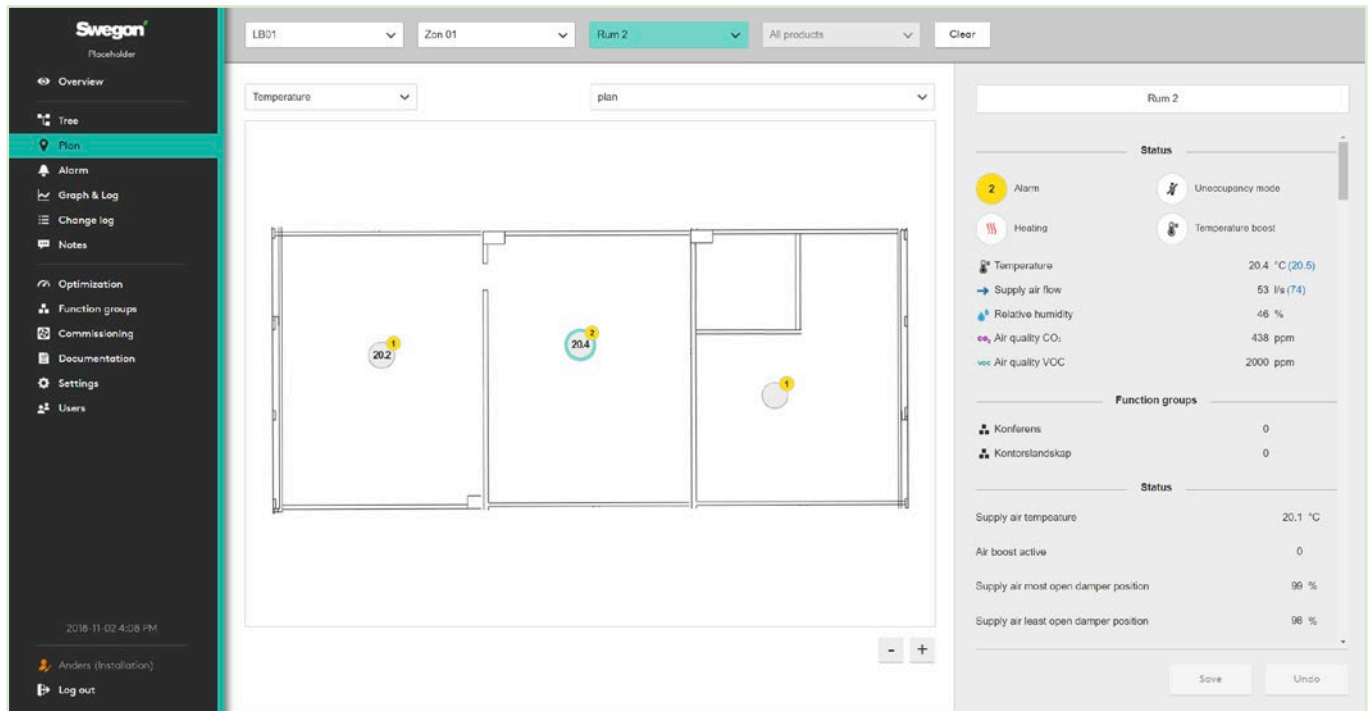 Swegon
Placeholder
Overview
Tree
Plan
Alarm
Graph & Log
Change log
Notes
Optimization
Function groups
Commissioning
Documentation
Settings
Users
2018-11-02 4:08 PM
Anders (Installation)
Log out
LB01 Zon 01 Rum 2 All products Clear
Temperature plan
20.2 1
20.4 2
1
- +
Rum 2
Status
2 Alarm Unoccupancy mode
Heating Temperature boost
Temperature 20.4 °C (20.5)
Supply air flow 53 l/s (74)
Relative humidity 46 %
CO₂ Air quality CO₂ 438 ppm
VOC Air quality VOC 2000 ppm
Function groups
Konferens 0
Kontorslandskap 0
Status
Supply air tempeature 20.1 °C
Air boost active 0
Supply air most open damper position 99 %
Supply air least open damper position 98 %
Save Undo